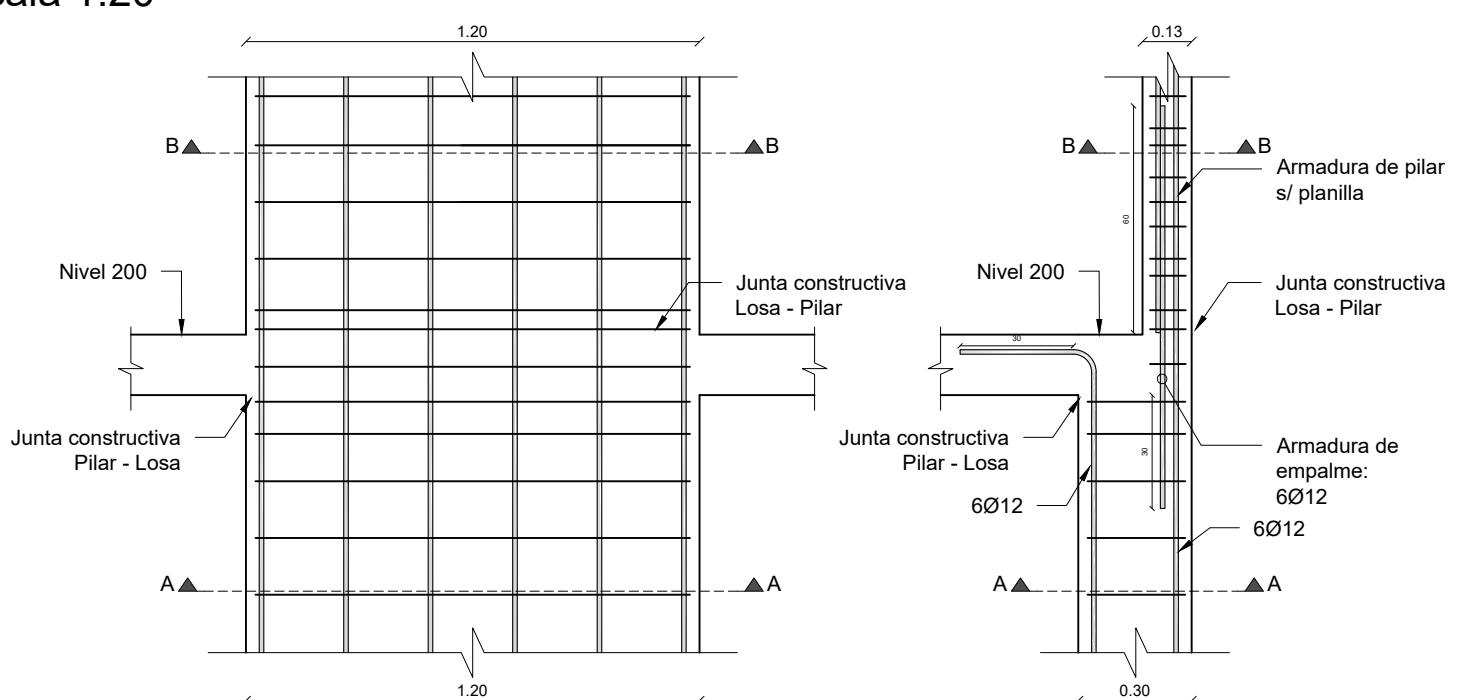 1:20
1.20
B
B
Nivel 200
Junta constructiva
Losa - Pilar
Junta constructiva
Pilar - Losa
A
A
1.20
0.13
B
B
Armadura de pilar
s/ planilla
60
Nivel 200
Junta constructiva
Losa - Pilar
30
Junta constructiva
Pilar - Losa
30
Armadura de
empalme:
6Ø12
6Ø12
6Ø12
A
A
0.30